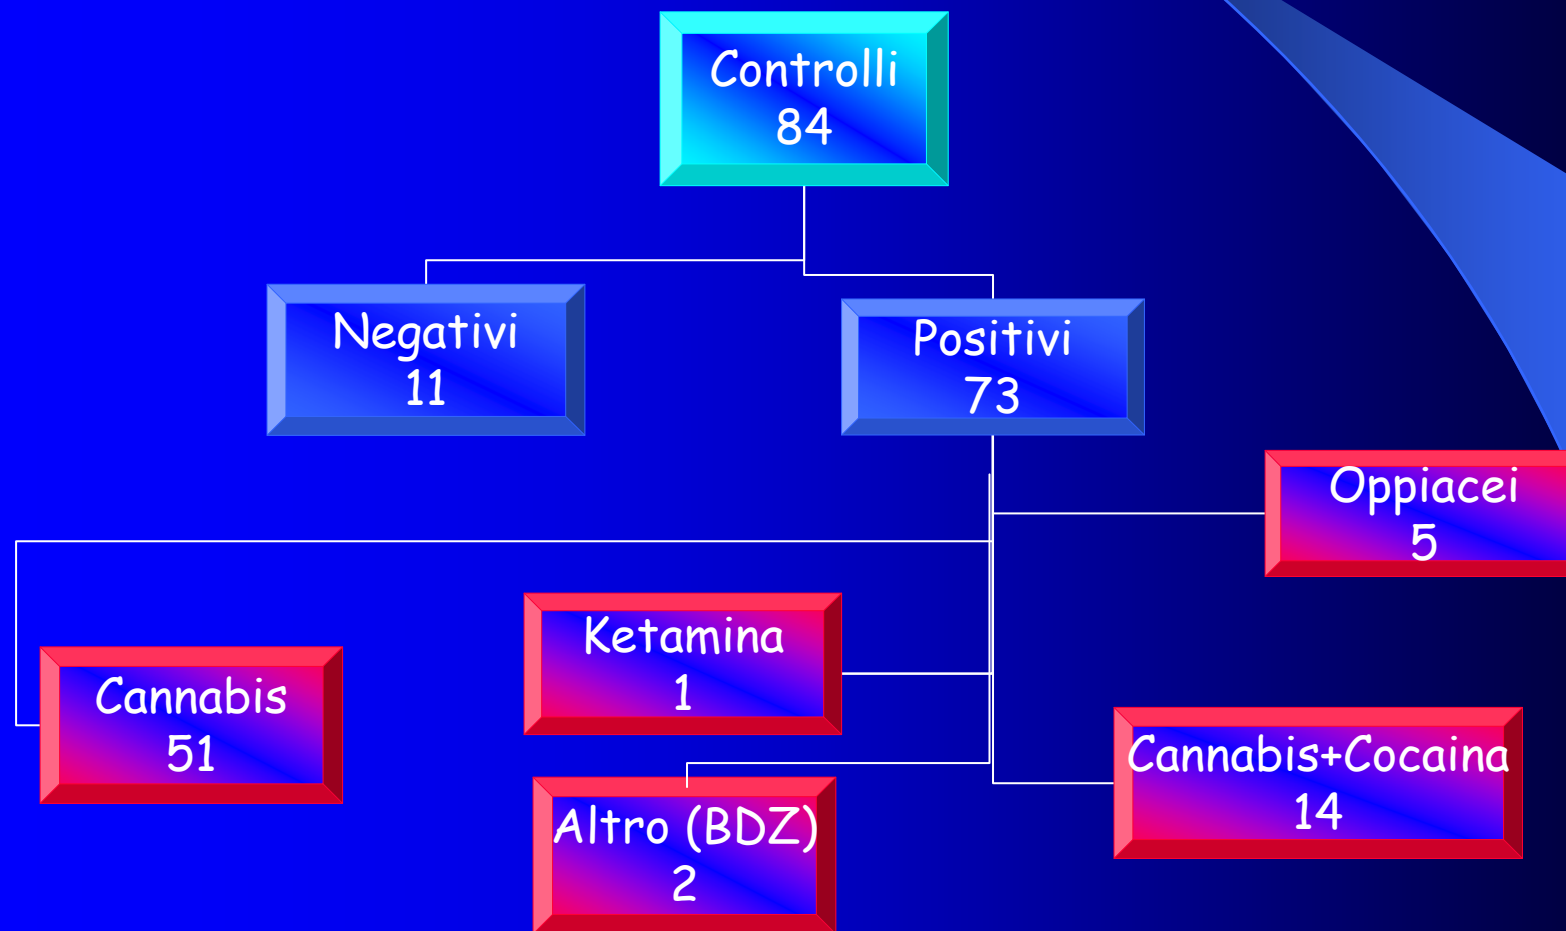 Controlli
84
Negativi
11
Positivi
73
Oppiacei
5
Ketamina
1
Cannabis
51
Cannabis+Cocaina
14
Altro (BDZ)
2